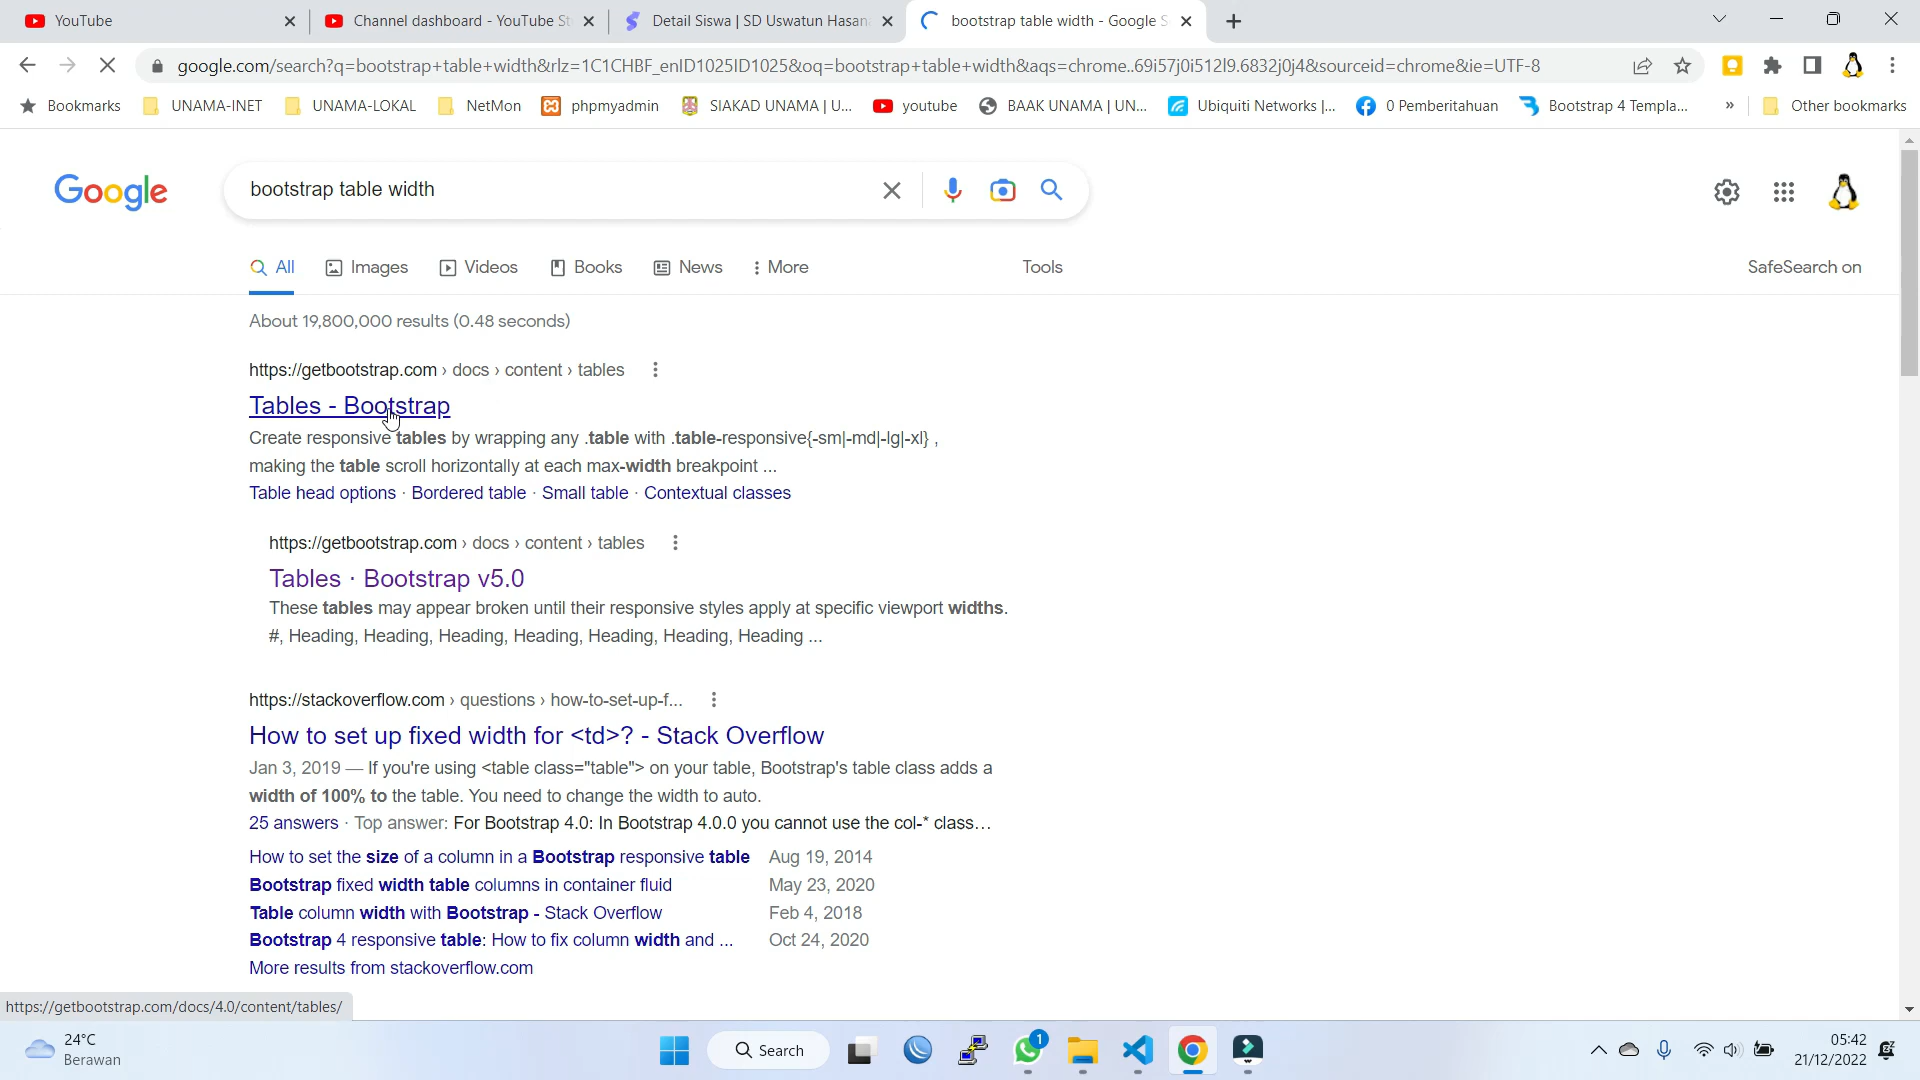 YouTube
Channel dashboard - YouTube St
Detail Siswa | SD Uswatun Hasana
bootstrap table width - Google S
google.com/search?q=bootstrap+table+width&rlz=1C1CHBF_enID1025ID1025&oq=bootstrap+table+width&aqs=chrome..69i57j0i512l9.6832j0j4&sourceid=chrome&ie=UTF-8
Bookmarks UNAMA-INET UNAMA-LOKAL NetMon phpmyadmin SIAKAD UNAMA | U... youtube BAAK UNAMA | UN... Ubiquiti Networks |... 0 Pemberitahuan Bootstrap 4 Templa... » Other bookmarks
Google
bootstrap table width
All Images Videos Books News More Tools SafeSearch on
About 19,800,000 results (0.48 seconds)
https://getbootstrap.com › docs › content › tables
Tables - Bootstrap
Create responsive tables by wrapping any .table with .table-responsive{-sm|-md|-lg|-xl} ,
making the table scroll horizontally at each max-width breakpoint ...
Table head options · Bordered table · Small table · Contextual classes
https://getbootstrap.com › docs › content › tables
Tables · Bootstrap v5.0
These tables may appear broken until their responsive styles apply at specific viewport widths.
#, Heading, Heading, Heading, Heading, Heading, Heading, Heading ...
https://stackoverflow.com › questions › how-to-set-up-f...
How to set up fixed width for <td>? - Stack Overflow
Jan 3, 2019 — If you're using <table class="table"> on your table, Bootstrap's table class adds a
width of 100% to the table. You need to change the width to auto.
25 answers · Top answer: For Bootstrap 4.0: In Bootstrap 4.0.0 you cannot use the col-* class...
How to set the size of a column in a Bootstrap responsive table Aug 19, 2014
Bootstrap fixed width table columns in container fluid May 23, 2020
Table column width with Bootstrap - Stack Overflow Feb 4, 2018
Bootstrap 4 responsive table: How to fix column width and ... Oct 24, 2020
More results from stackoverflow.com
https://getbootstrap.com/docs/4.0/content/tables/
24°C
Berawan
Search
1
05:42
21/12/2022